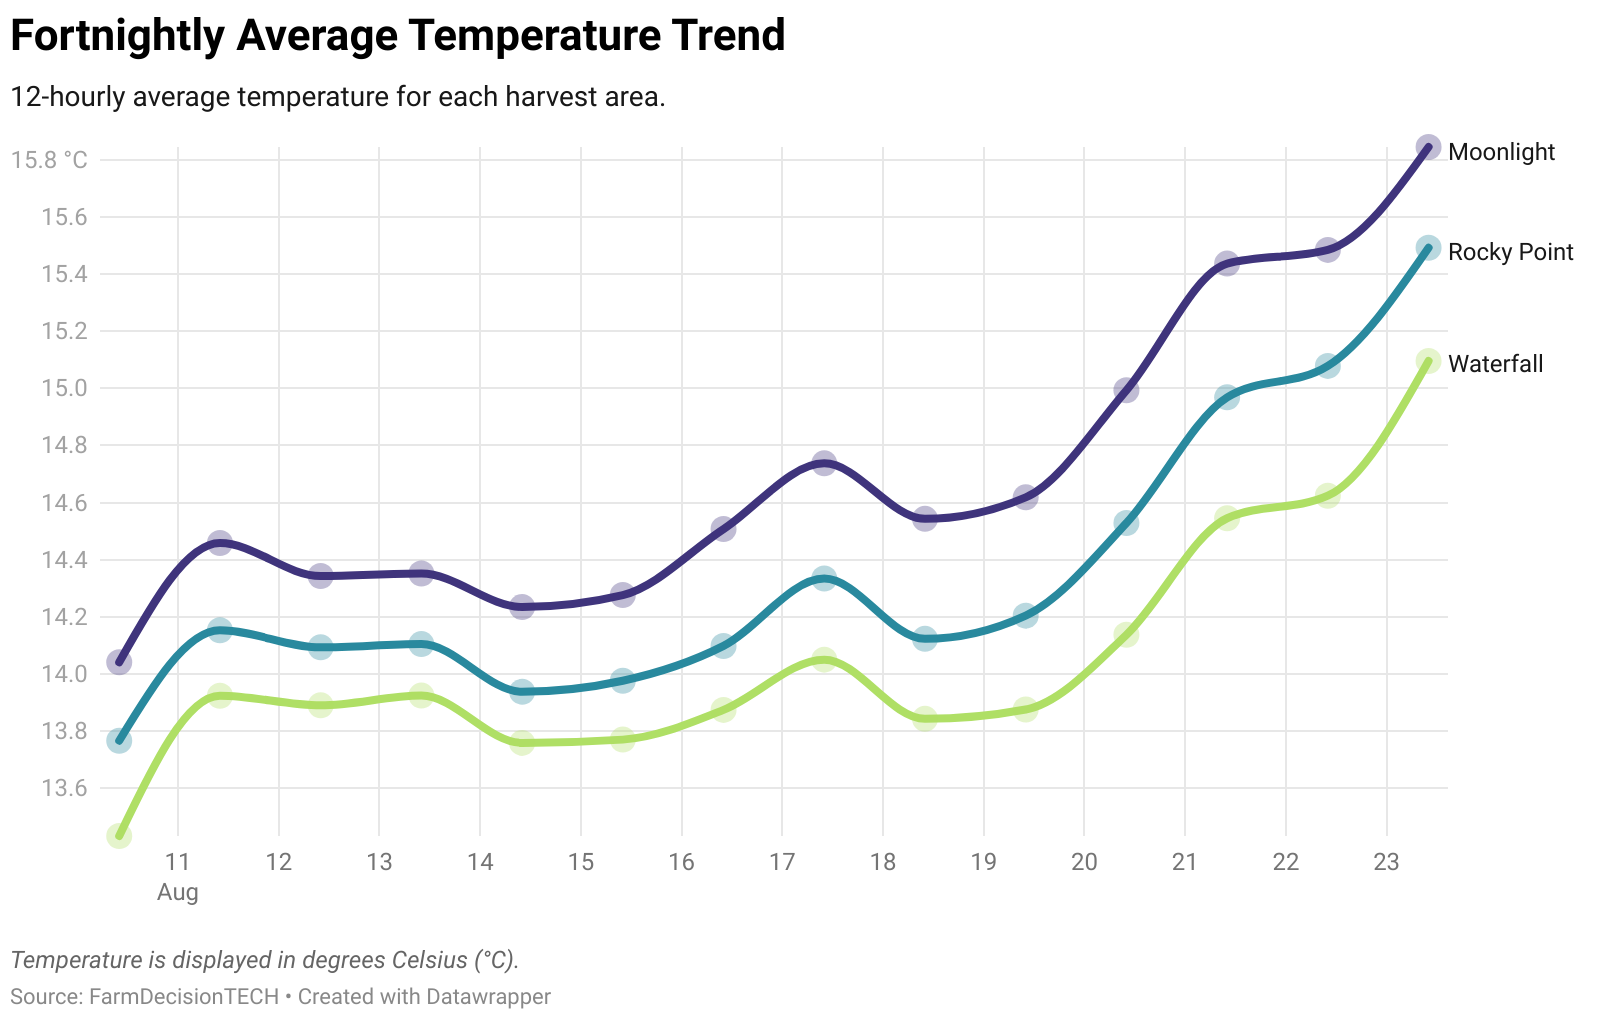 Fortnightly Average Temperature Trend
12-hourly average temperature for each harvest area.
15.8 °C
15.6
15.4
15.2
15.0
14.8
14.6
14.4
14.2
14.0
13.8
13.6
Moonlight
Rocky Point
Waterfall
11 12 13 14 15 16 17 18 19 20 21 22 23
Aug
Temperature is displayed in degrees Celsius (°C).
Source: FarmDecisionTECH • Created with Datawrapper